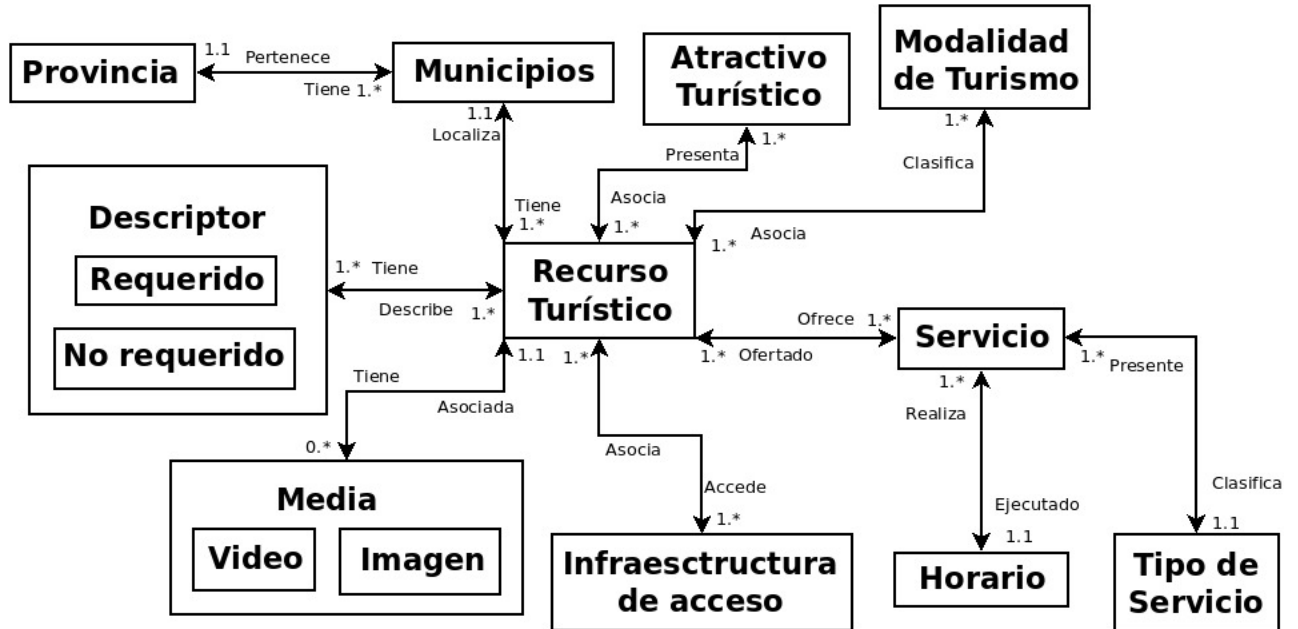 Provincia
1.1
Pertenece
Tiene 1.*
Municipios
Atractivo
Turístico
Modalidad
de Turismo
1.1
Localiza
1.*
Presenta
1.*
Clasifica
Tiene
1.*
Asocia
1.*
1.*
Asocia
Descriptor
Requerido
No requerido
1.* Tiene
Describe 1.*
Recurso
Turístico
Ofrece 1.*
1.* Ofertado
Servicio
1.* Presente
1.1
1.*
Tiene
Asociada
0.*
Media
Video
Imagen
Asocia
Accede
1.*
Infraesctructura
de acceso
1.*
Realiza
Ejecutado
1.1
Horario
Clasifica
1.1
Tipo de
Servicio